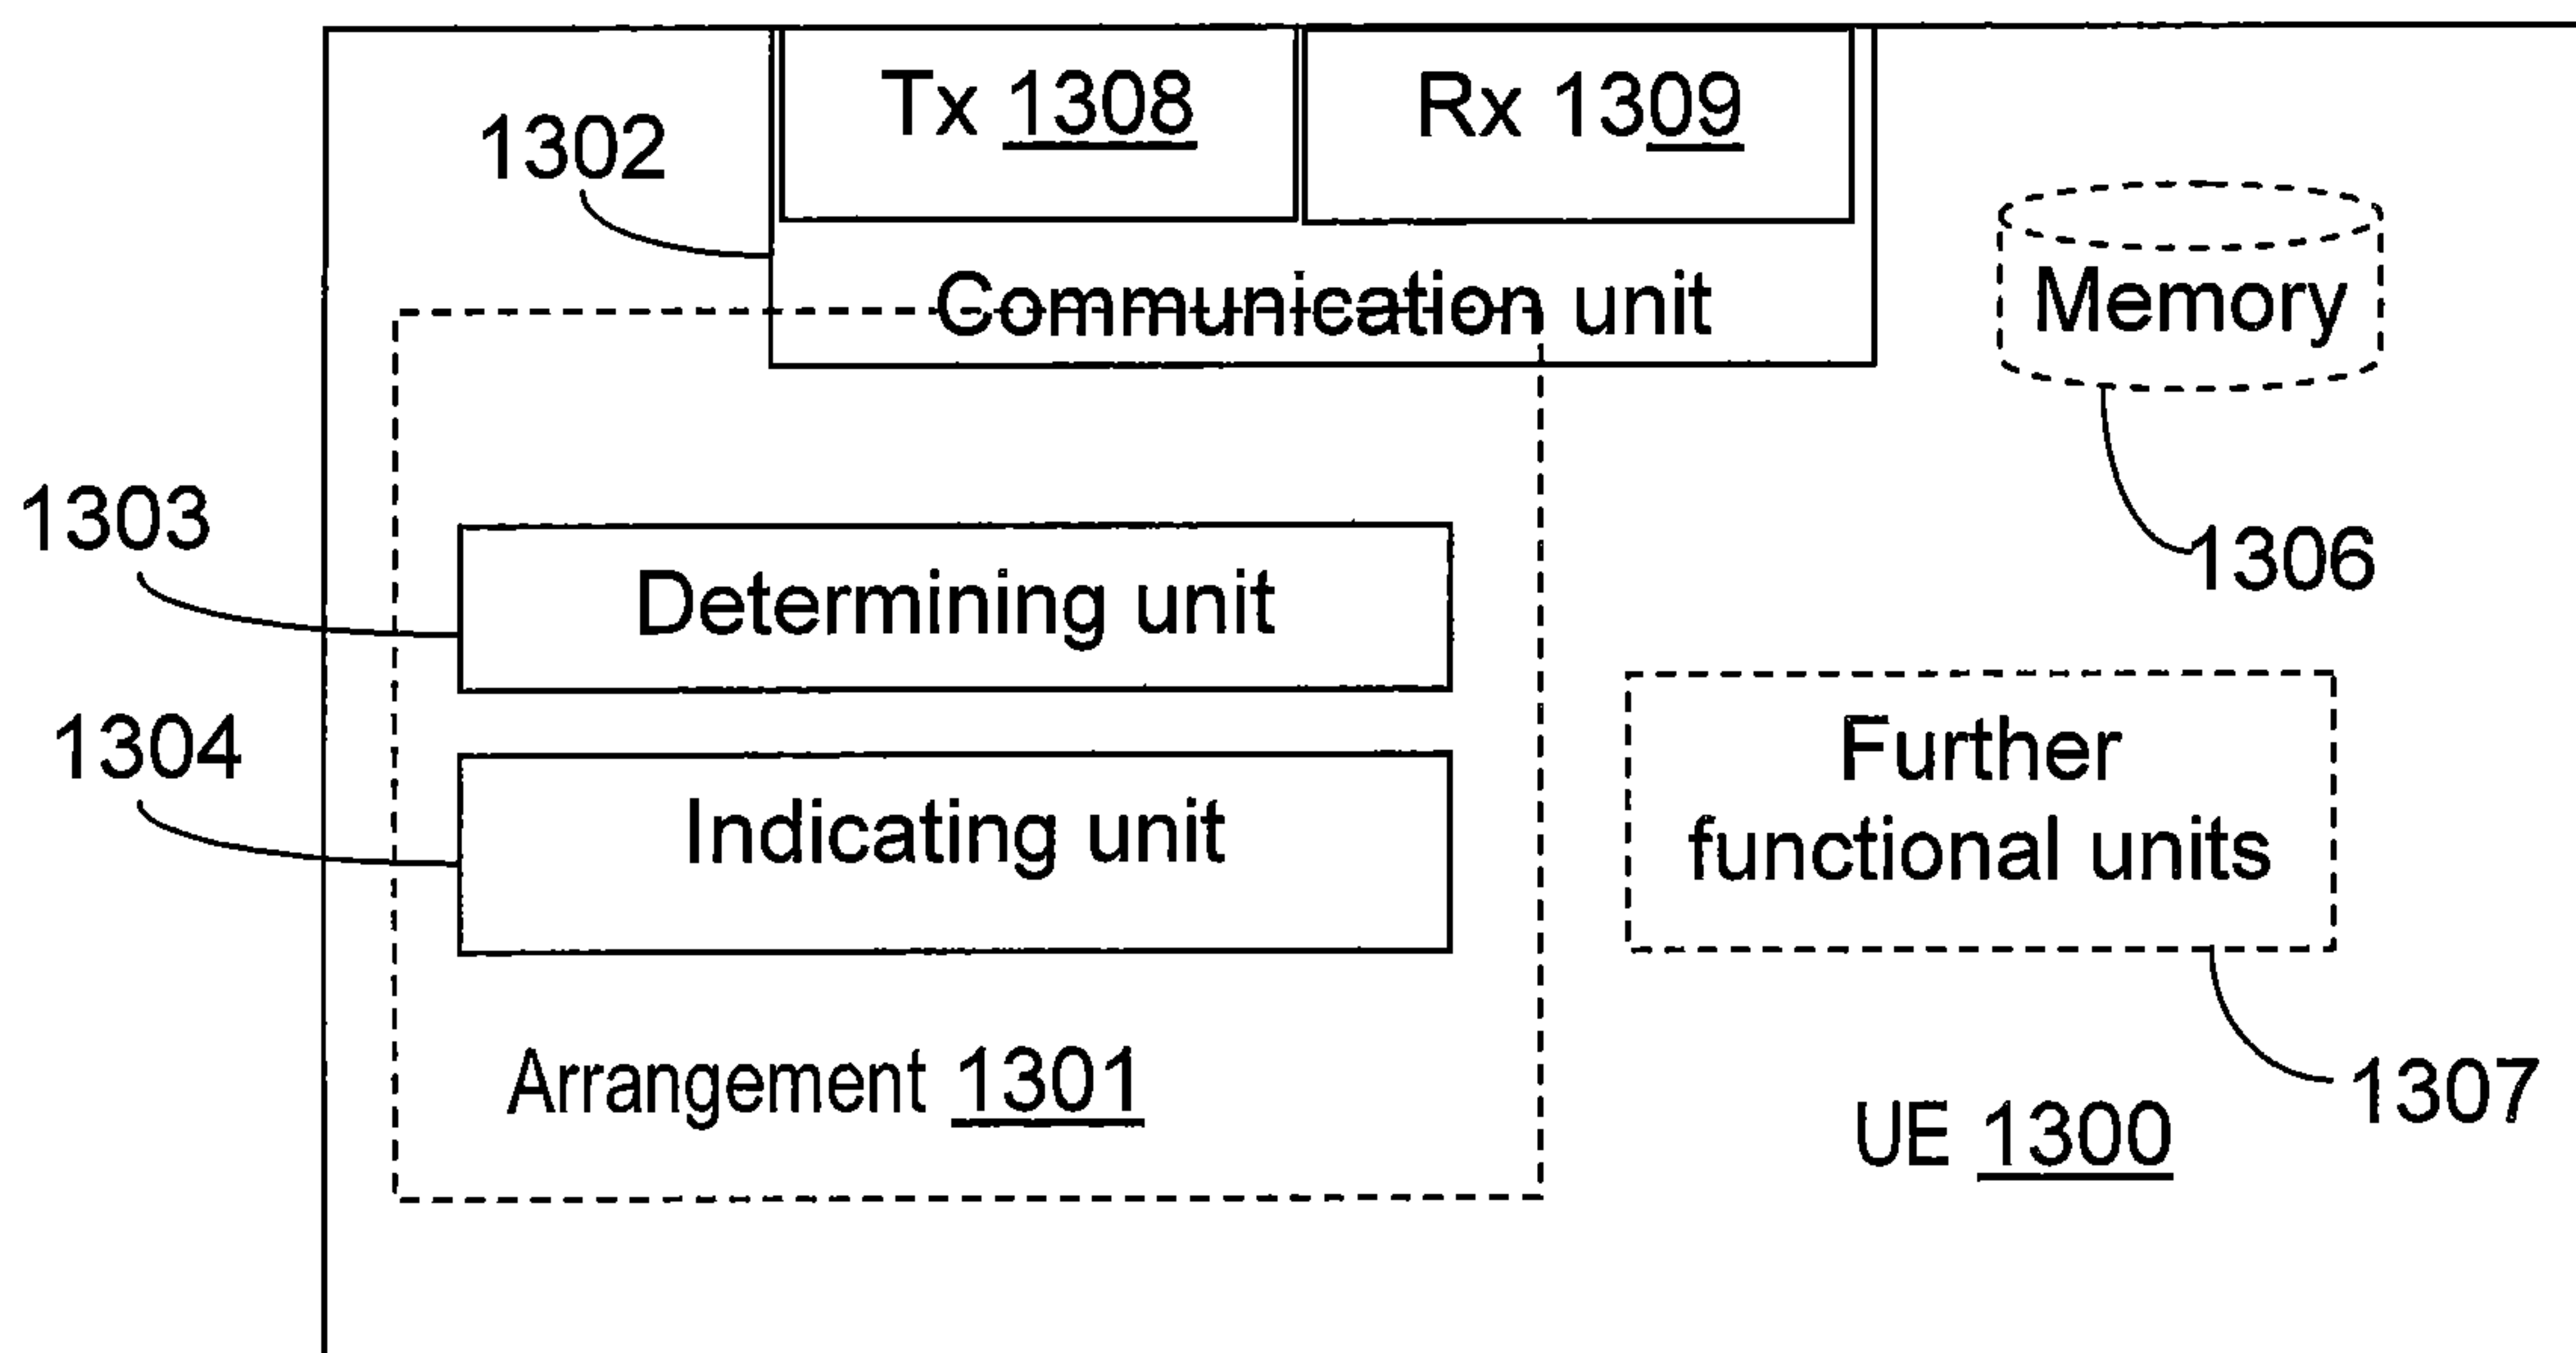 Tx 1308
Rx 1309
1302
Communication unit
Memory
1303
Determining unit
1306
1304
Indicating unit
Further
functional units
Arrangement 1301
1307
UE 1300